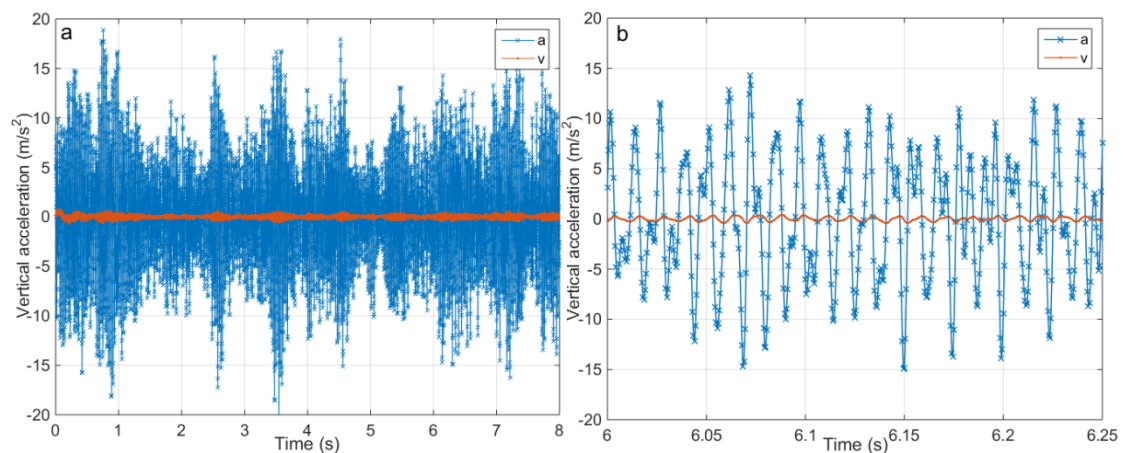 a
20
15
10
5
0
-5
-10
-15
-20
Vertical acceleration (m/s²)
0 1 2 3 4 5 6 7 8
Time (s)
a
v
b
20
15
10
5
0
-5
-10
-15
-20
Vertical acceleration (m/s²)
6 6.05 6.1 6.15 6.2 6.25
Time (s)
a
v